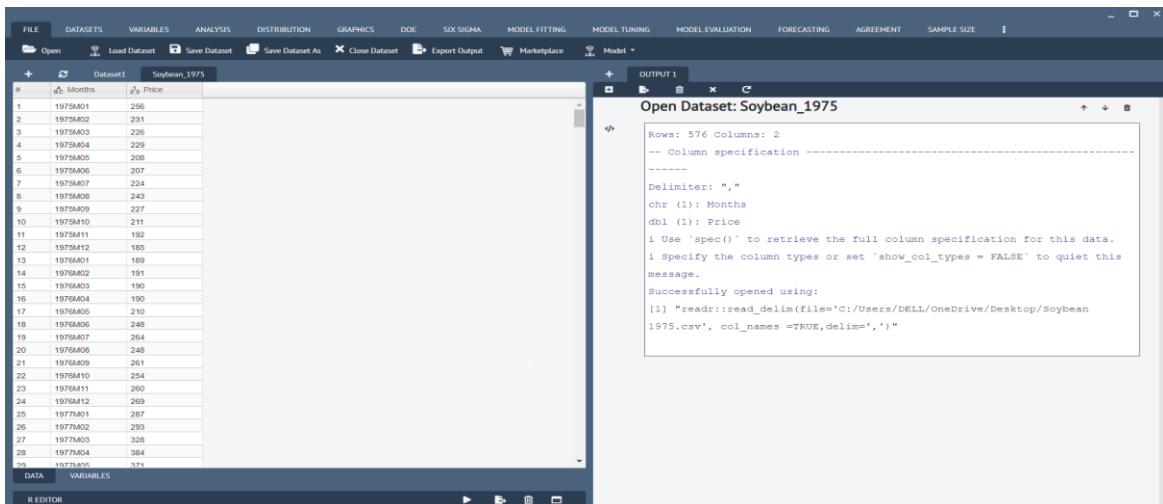 FILE DATASETS VARIABLES ANALYSIS DISTRIBUTION GRAPHICS DOE SIX SIGMA MODEL FITTING MODEL TUNING MODEL EVALUATION FORECASTING AGREEMENT SAMPLE SIZE
Open Load Dataset Save Dataset Save Dataset As Close Dataset Export Output Marketplace Model
Dataset1 Soybean_1975
# Months Price
1 1975M01 256
2 1975M02 231
3 1975M03 226
4 1975M04 229
5 1975M05 208
6 1975M06 207
7 1975M07 224
8 1975M08 243
9 1975M09 227
10 1975M10 211
11 1975M11 192
12 1975M12 185
13 1976M01 189
14 1976M02 191
15 1976M03 190
16 1976M04 190
17 1976M05 210
18 1976M06 248
19 1976M07 264
20 1976M08 248
21 1976M09 261
22 1976M10 254
23 1976M11 260
24 1976M12 269
25 1977M01 287
26 1977M02 293
27 1977M03 328
28 1977M04 384
29 1977M05 371
DATA VARIABLES
R EDITOR
OUTPUT 1
Open Dataset: Soybean_1975
Rows: 576 Columns: 2
-- Column specification --------------------------------------------------
------
Delimiter: ","
chr (1): Months
dbl (1): Price
i Use `spec()` to retrieve the full column specification for this data.
i Specify the column types or set `show_col_types = FALSE` to quiet this
message.
Successfully opened using:
[1] "readr::read_delim(file='C:/Users/DELL/OneDrive/Desktop/Soybean
1975.csv', col_names =TRUE,delim=',')"